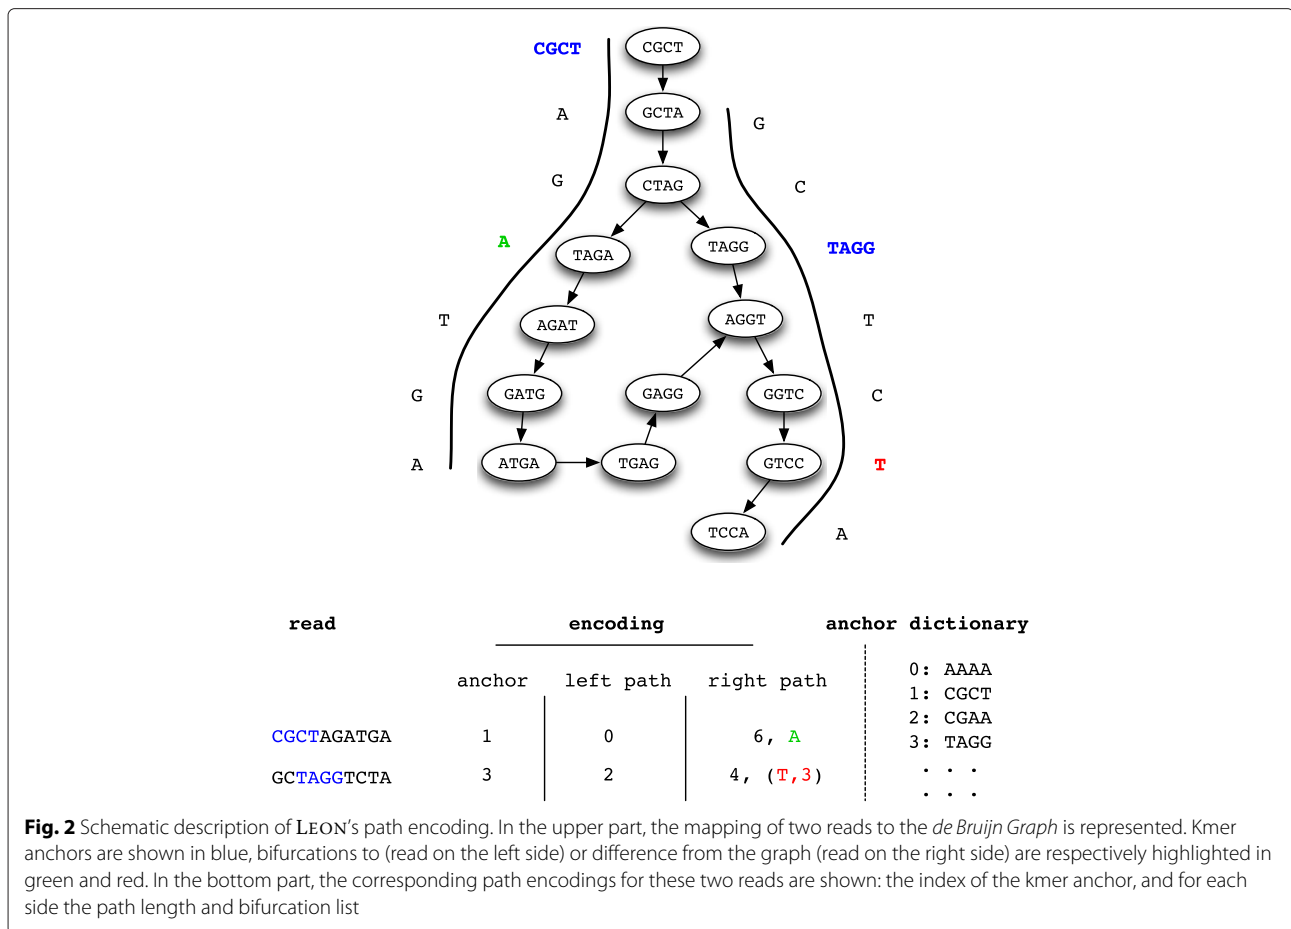 CGCT
CGCT
A
GCTA
G
G
CTAG
C
A
TAGA
TAGG
TAGG
T
AGAT
AGGT
T
G
GATG
GAGG
GGTC
C
A
ATGA
TGAG
GTCC
T
TCCA
A
read
encoding
anchor dictionary
anchor
left path
right path
0: AAAA
1: CGCT
2: CGAA
3: TAGG
. . .
. . .
CGCTAGATGA 1 0 6, A
GCTAGGTCTA 3 2 4, (T,3)
Fig. 2 Schematic description of LEON's path encoding. In the upper part, the mapping of two reads to the de Bruijn Graph is represented. Kmer
anchors are shown in blue, bifurcations to (read on the left side) or difference from the graph (read on the right side) are respectively highlighted in
green and red. In the bottom part, the corresponding path encodings for these two reads are shown: the index of the kmer anchor, and for each
side the path length and bifurcation list